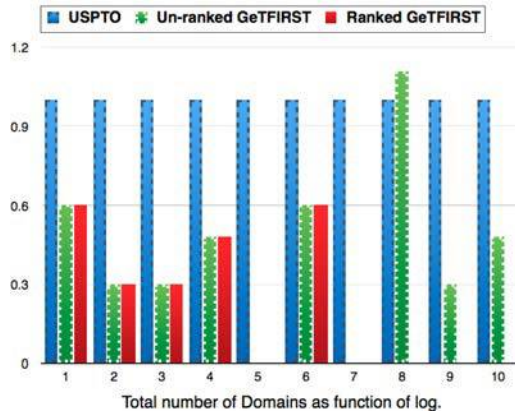 USPTO Un-ranked GeTFIRST Ranked GeTFIRST
1.2
0.9
0.6
0.3
0
1 2 3 4 5 6 7 8 9 10
Total number of Domains as function of log.